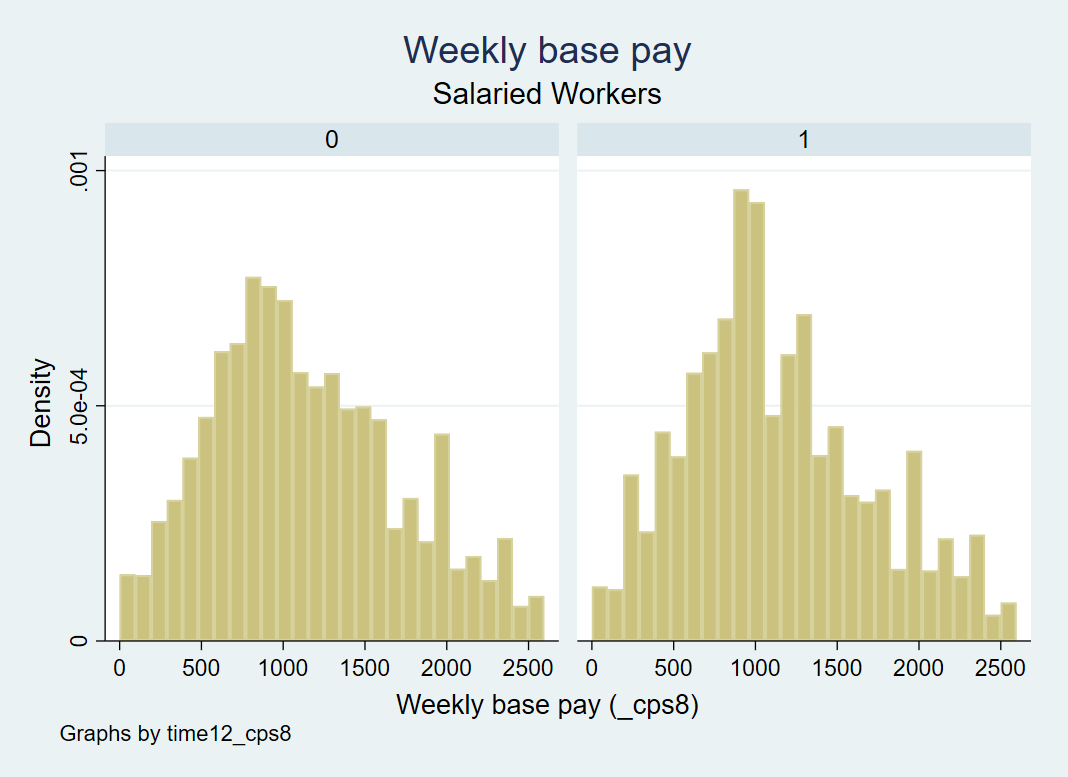 Weekly base pay
Salaried Workers
0 1
.001
5.0e-04
0
Density
0 500 1000 1500 2000 2500 0 500 1000 1500 2000 2500
Weekly base pay (_cps8)
Graphs by time12_cps8